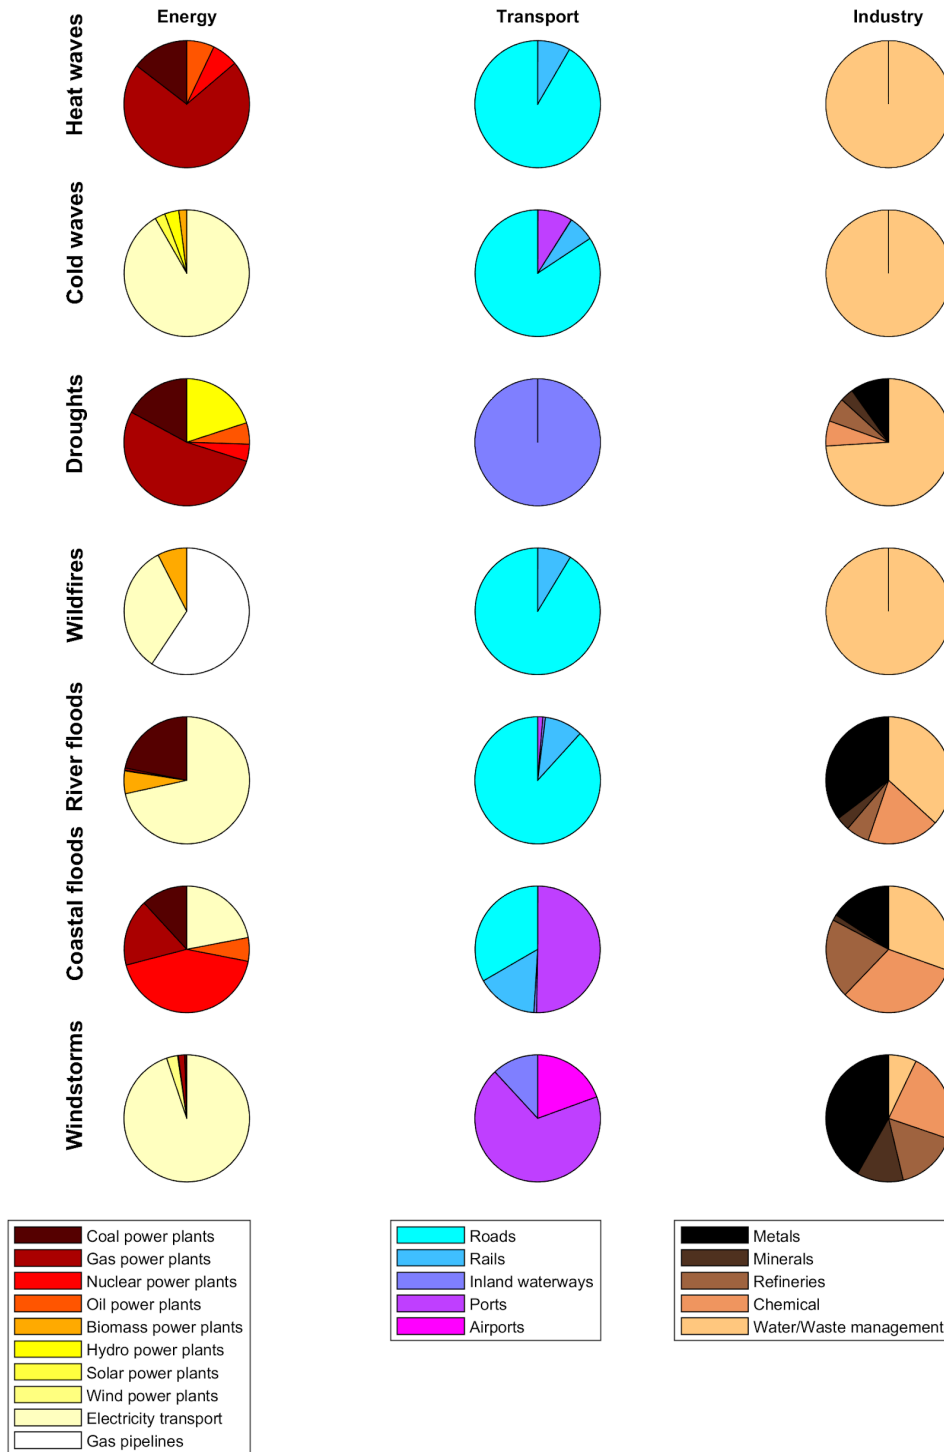 Energy
Transport
Industry
Heat waves
Cold waves
Droughts
Wildfires
River floods
Coastal floods
Windstorms
Coal power plants
Gas power plants
Nuclear power plants
Oil power plants
Biomass power plants
Hydro power plants
Solar power plants
Wind power plants
Electricity transport
Gas pipelines
Roads
Rails
Inland waterways
Ports
Airports
Metals
Minerals
Refineries
Chemical
Water/Waste management